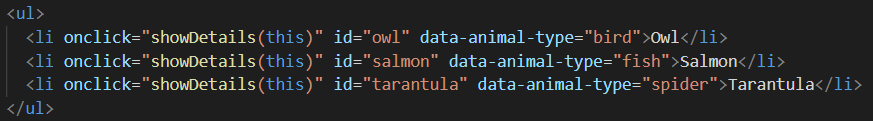 <ul>
<li onclick="showDetails(this)" id="owl" data-animal-type="bird">Owl</li>
<li onclick="showDetails(this)" id="salmon" data-animal-type="fish">Salmon</li>
<li onclick="showDetails(this)" id="tarantula" data-animal-type="spider">Tarantula</li>
</ul>